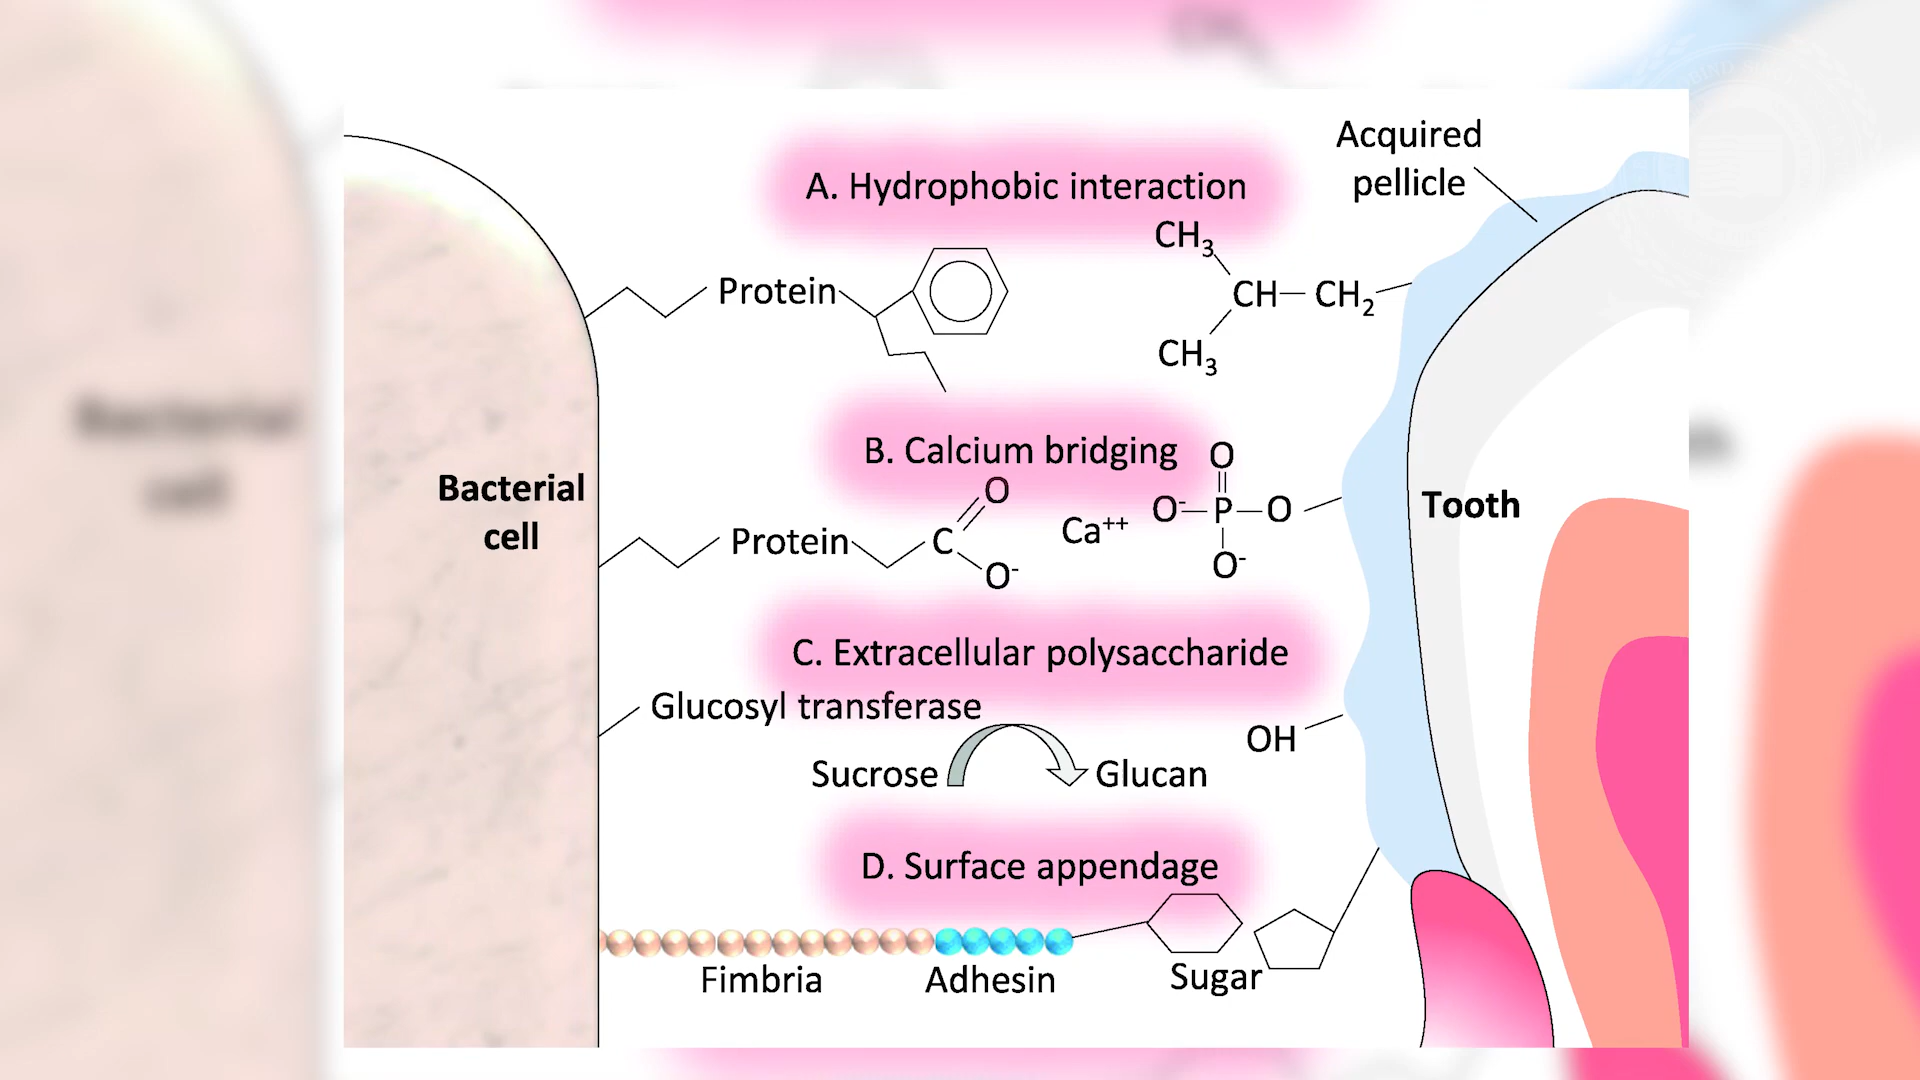 Acquired
pellicle
A. Hydrophobic interaction
CH3
Protein
CH CH2
CH3
B. Calcium bridging
Bacterial
cell
Protein
C
O
O-
Ca++
O
O- P O
O-
Tooth
C. Extracellular polysaccharide
Glucosyl transferase
OH
Sucrose
Glucan
D. Surface appendage
Fimbria
Adhesin
Sugar